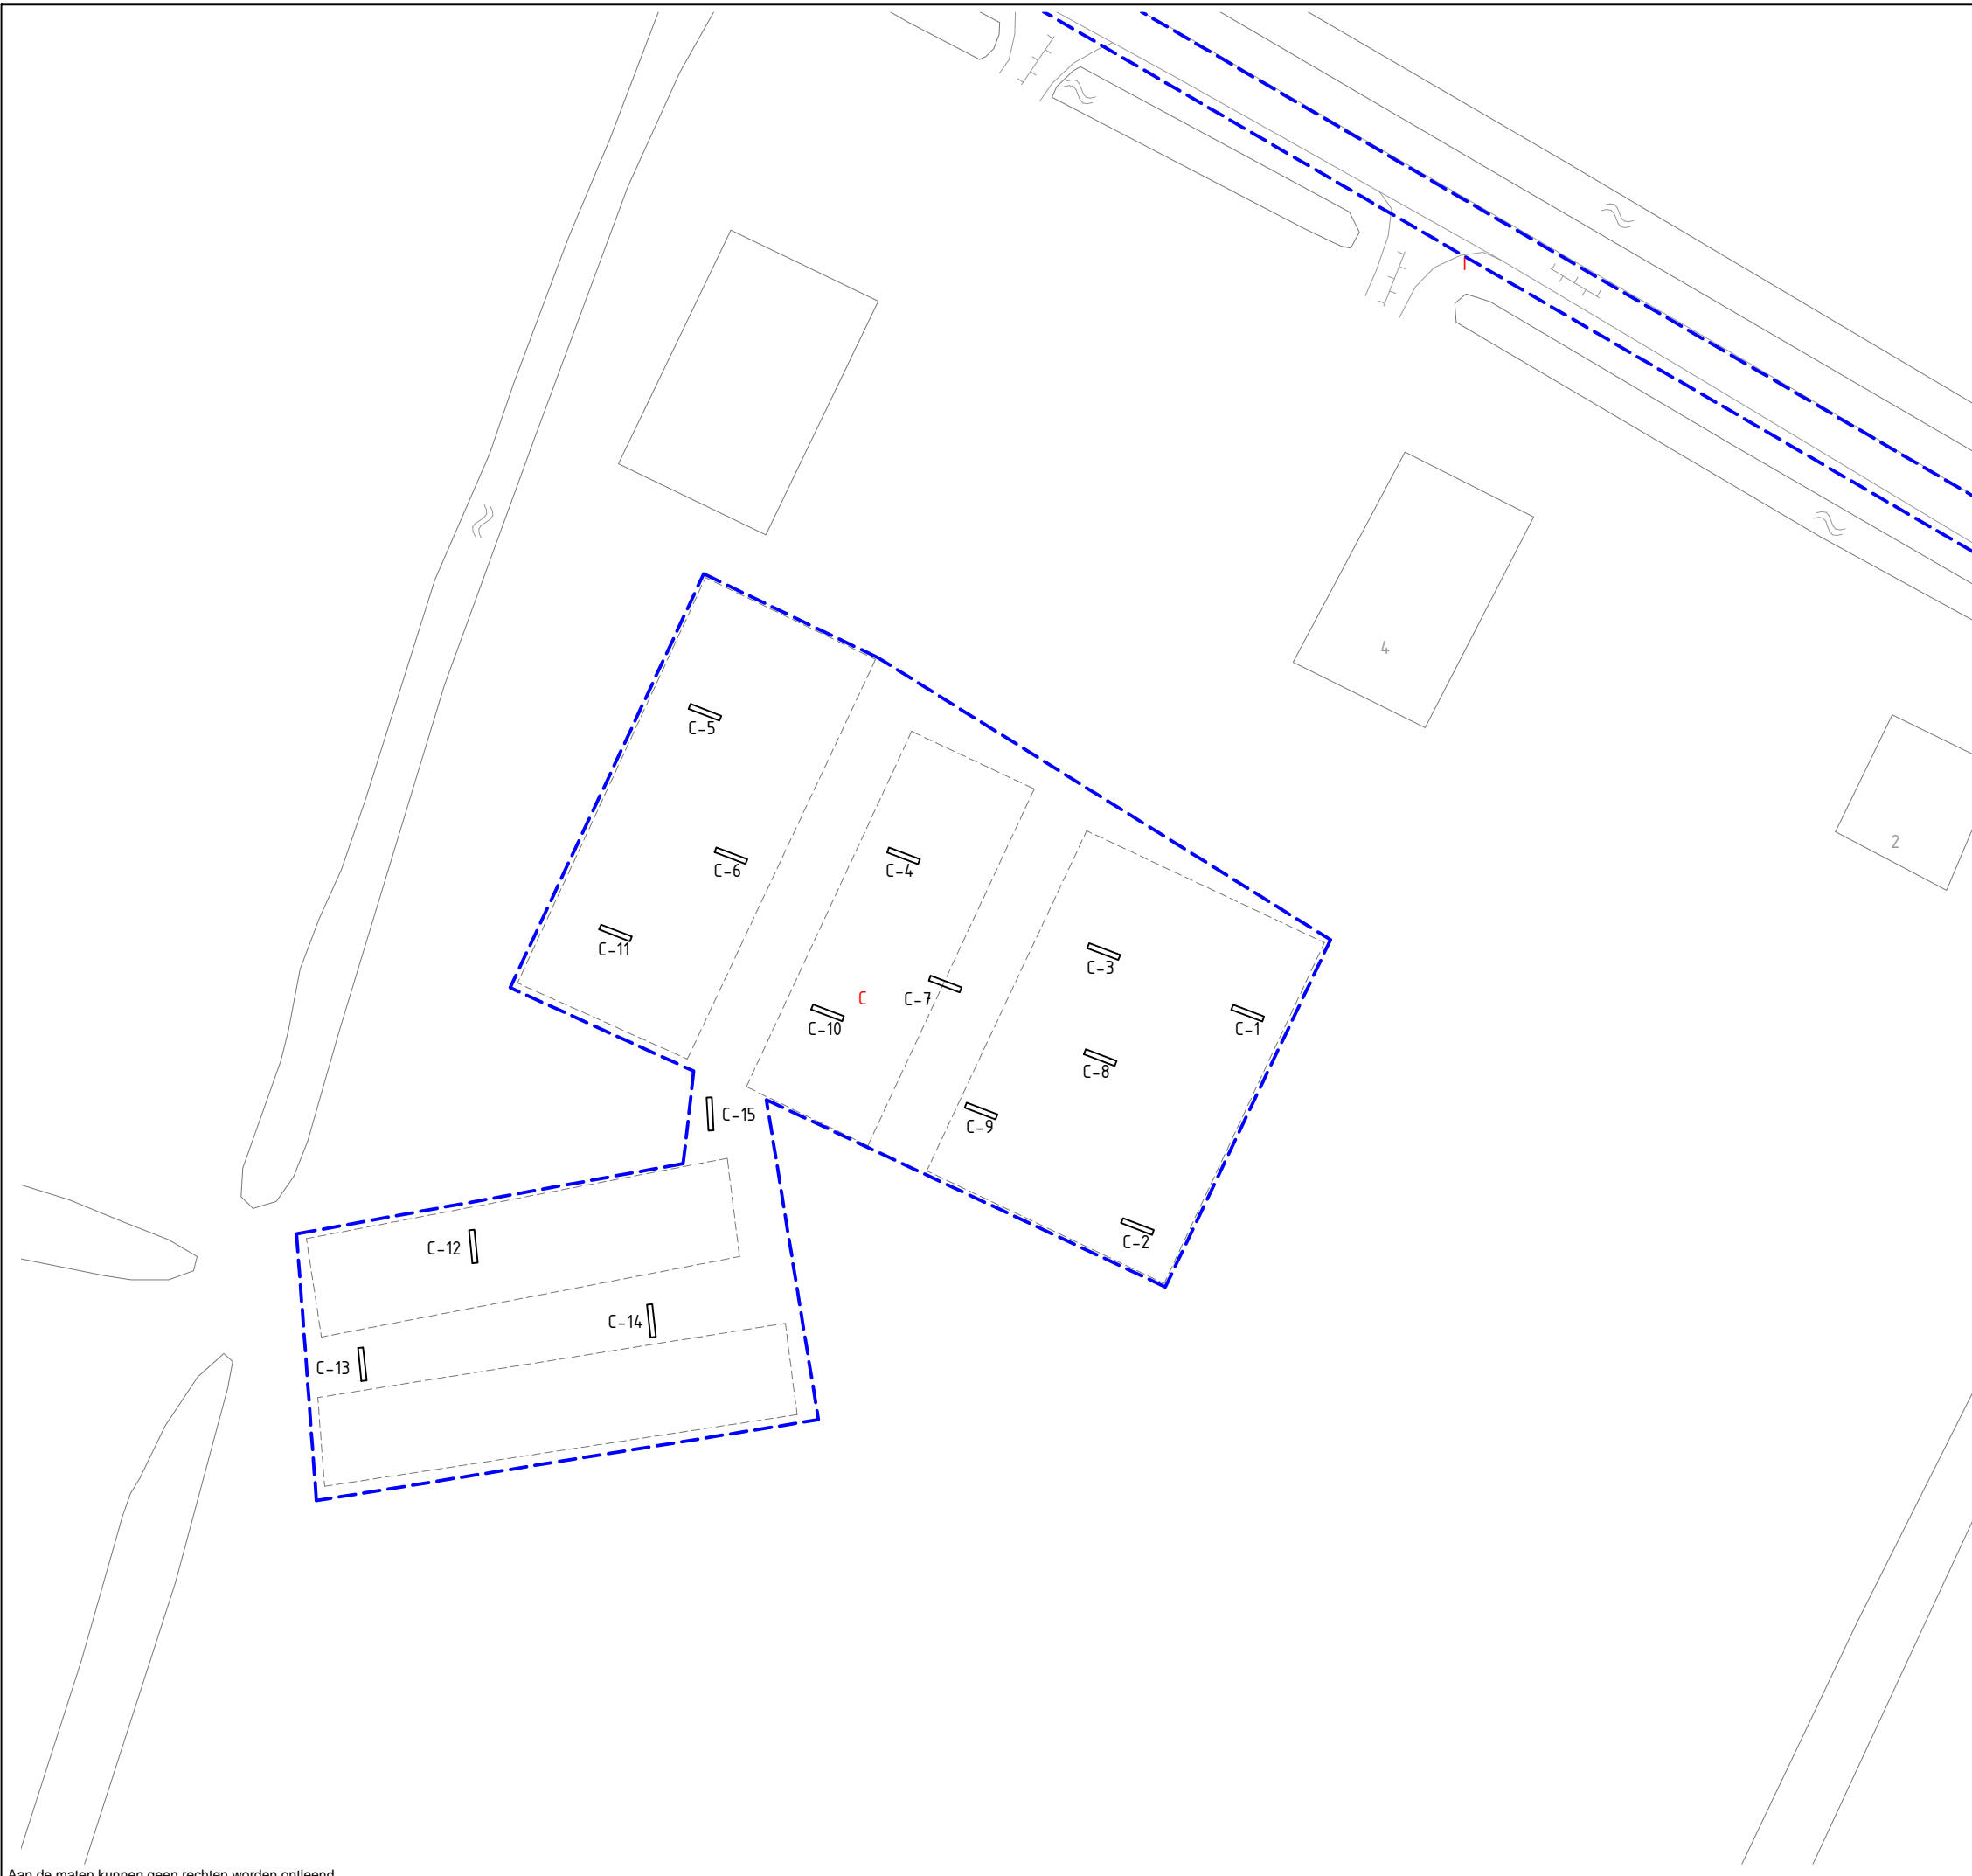 4
C-5
2
C-6
C-4
C-11
C-3
C-7
C
C-10
C-1
C-8
C-15
C-9
C-2
C-12
C-14
C-13
Aan de maten kunnen geen rechten worden ontleend